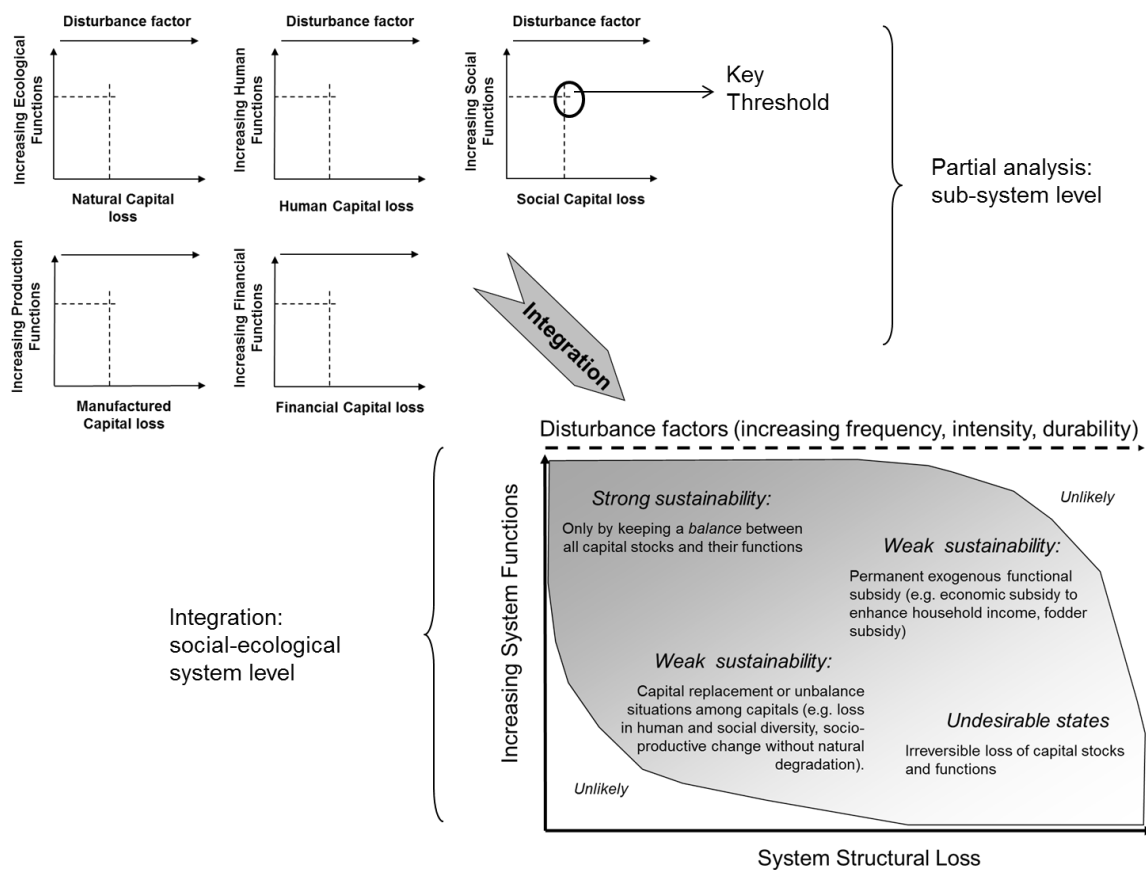 Disturbance factor
Increasing Ecological
Functions
Natural Capital
loss
Disturbance factor
Increasing Human
Functions
Human Capital loss
Disturbance factor
Increasing Social
Functions
Social Capital loss
Key
Threshold
Partial analysis:
sub-system level
Increasing Production
Functions
Manufactured
Capital loss
Increasing Financial
Functions
Financial Capital loss
Integration
Integration:
social-ecological
system level
Disturbance factors (increasing frequency, intensity, durability)
Increasing System Functions
Strong sustainability:
Only by keeping a balance between
all capital stocks and their functions
Unlikely
Weak sustainability:
Permanent exogenous functional
subsidy (e.g. economic subsidy to
enhance household income, fodder
subsidy)
Weak sustainability:
Capital replacement or unbalance
situations among capitals (e.g. loss
in human and social diversity, socio-
productive change without natural
degradation).
Undesirable states
Irreversible loss of capital stocks
and functions
Unlikely
System Structural Loss